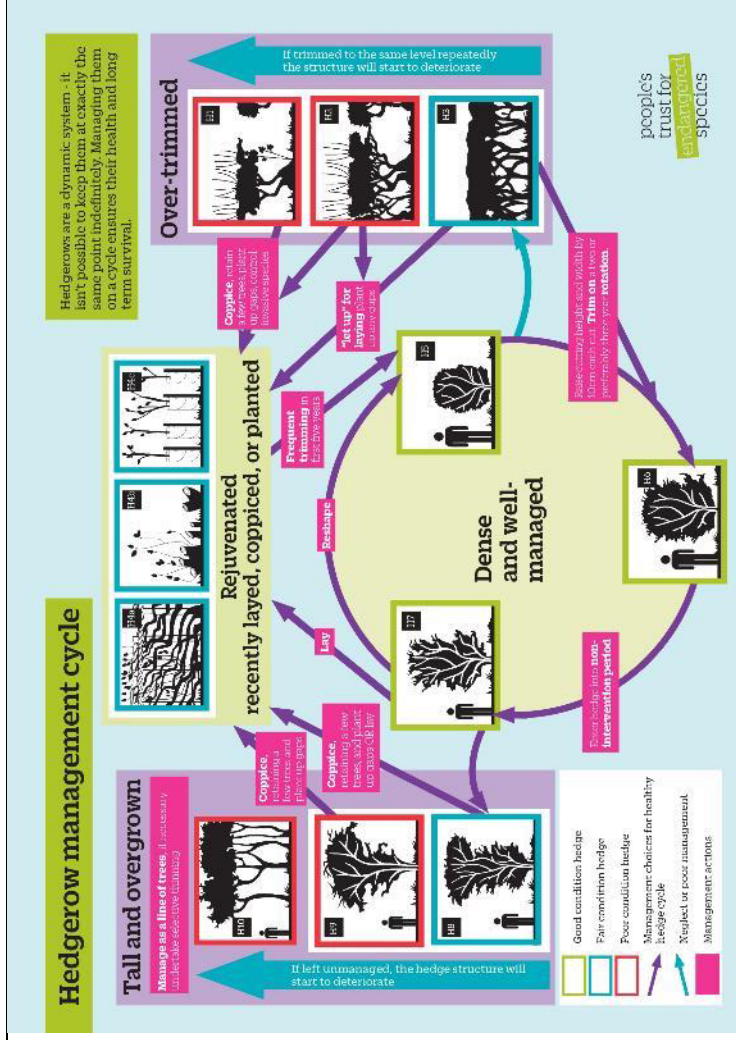 Hedgerow management cycle
Hedgerows are a dynamic system - it
isn't possible to keep them at exactly the
same point indefinitely. Managing them
on a cycle ensures their health and long
term survival.
Tall and overgrown
Manage as a line of trees, if necessary
undertake selective thinning
H10
H9
H8
If left unmanaged, the hedge structure will
start to deteriorate
Coppice,
retaining a
few trees and
plant up gaps
Coppice,
retaining a few
trees, and plant
up gaps OR lay
H4a
H4b
H4c
Rejuvenated
recently layed, coppiced, or planted
Lay
Reshape
Frequent
trimming in
first five years
Coppice, retain
a few trees, plant
up gaps, control
invasive species
"let up" for
laying plant
up any gaps
Over-trimmed
H1
H2
H3
If trimmed to the same level repeatedly
the structure will start to deteriorate
Dense
and well-
managed
H7
H5
H6
Enter hedge into non-
intervention period
Raise cutting height and width by
10cm each cut. Trim on a two or
preferably three year rotation.
Good condition hedge
Fair condition hedge
Poor condition hedge
Management choices for healthy
hedge cycle
Neglect or poor management
Management actions
people's
trust for
endangered
species